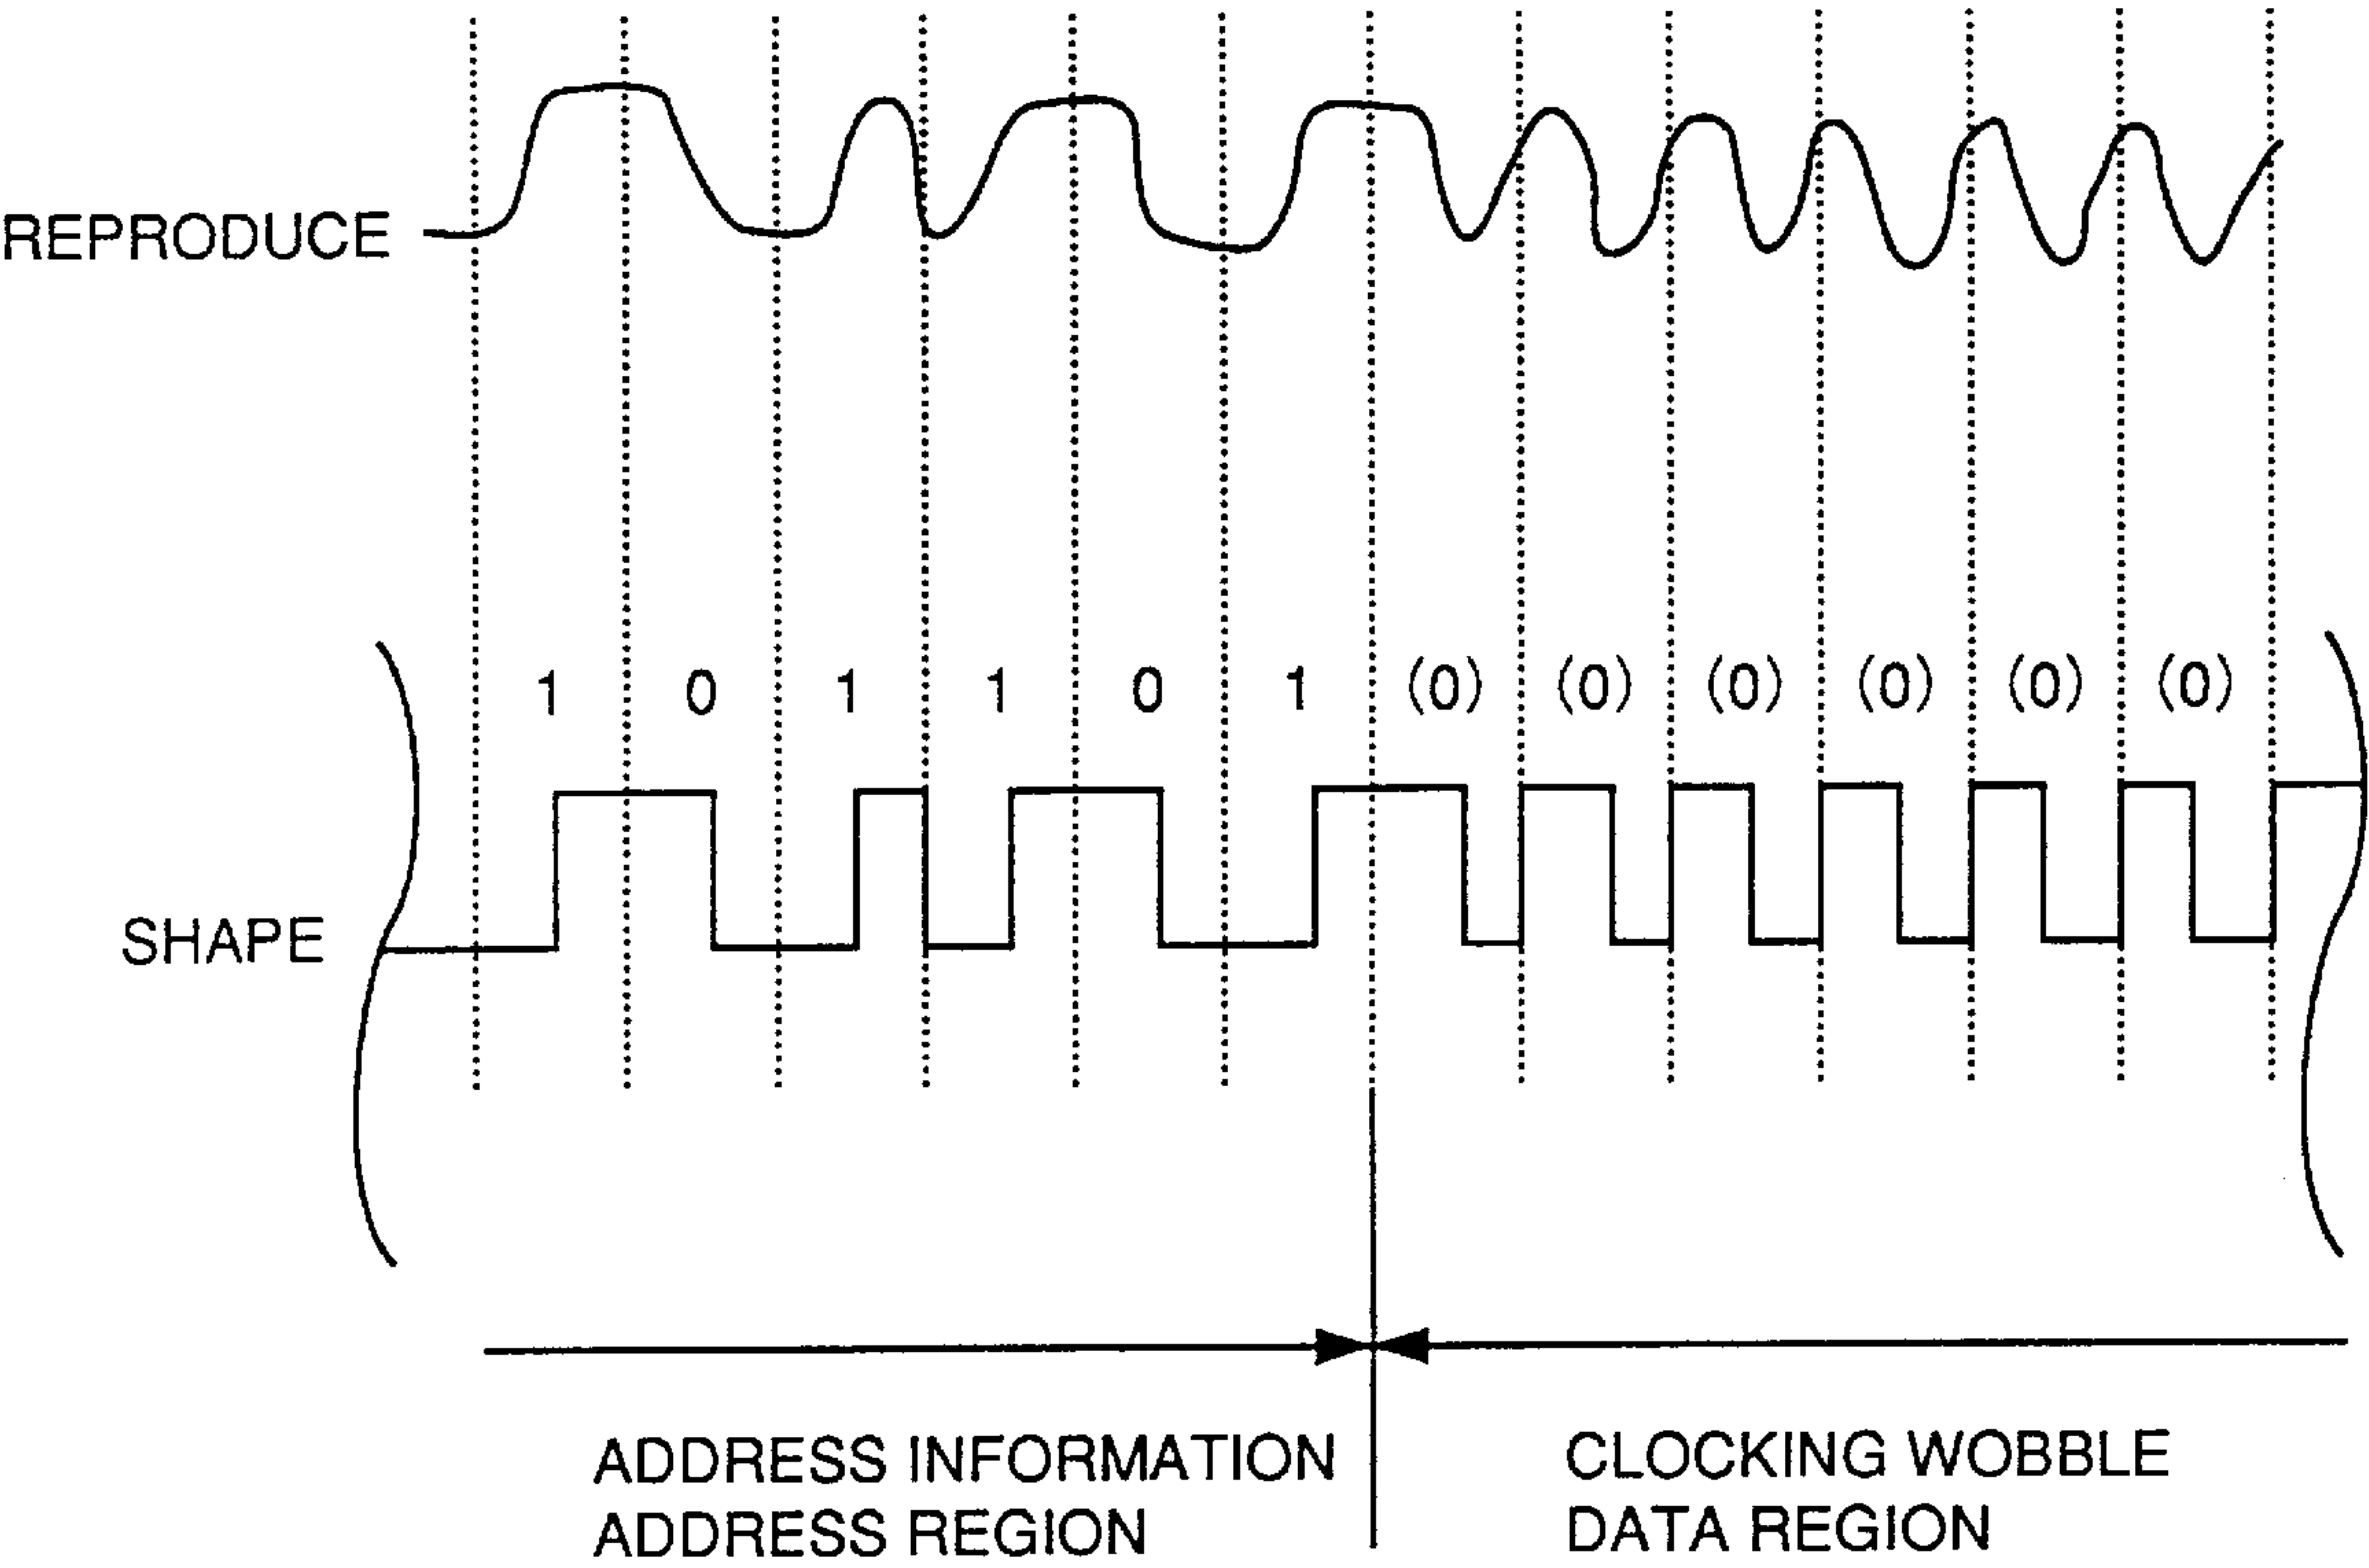 REPRODUCE
1 0 1 1 0 1 (0) (0) (0) (0) (0) (0)
SHAPE
ADDRESS INFORMATION
ADDRESS REGION
CLOCKING WOBBLE
DATA REGION